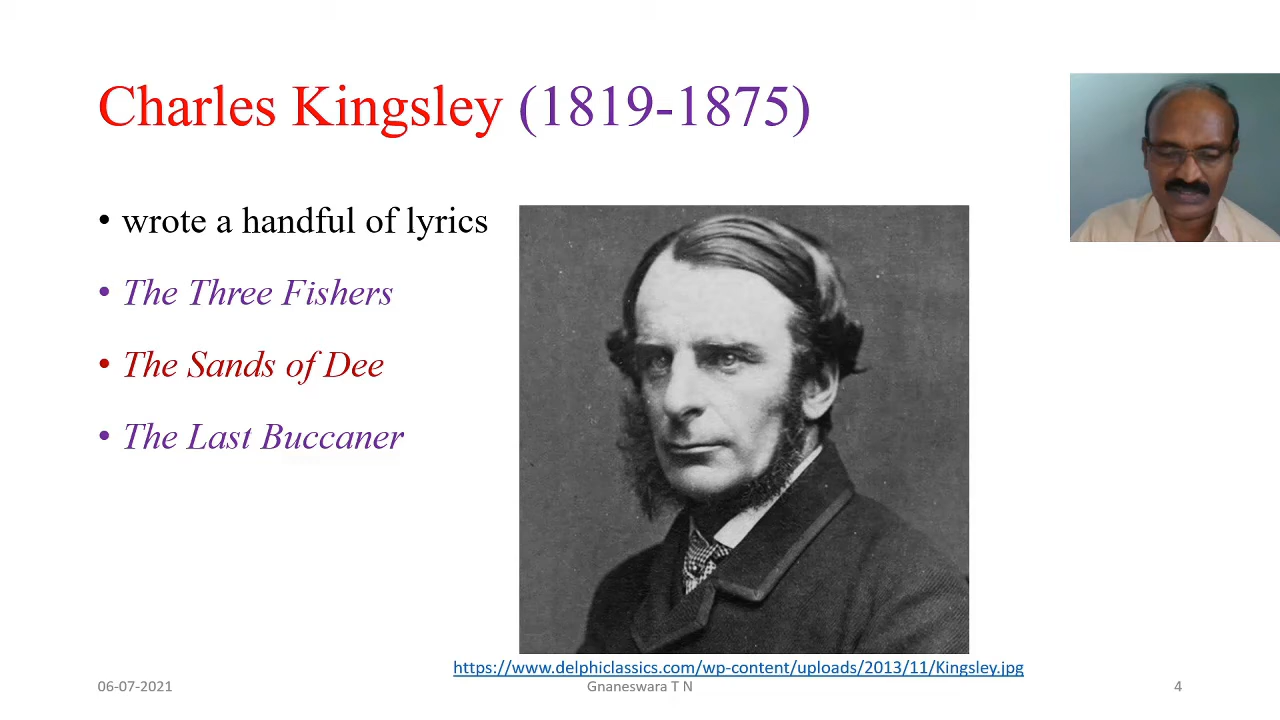 Charles Kingsley (1819-1875)
• wrote a handful of lyrics
• The Three Fishers
• The Sands of Dee
• The Last Buccaner
https://www.delphiclassics.com/wp-content/uploads/2013/11/Kingsley.jpg
06-07-2021 Gnaneswara T N 4